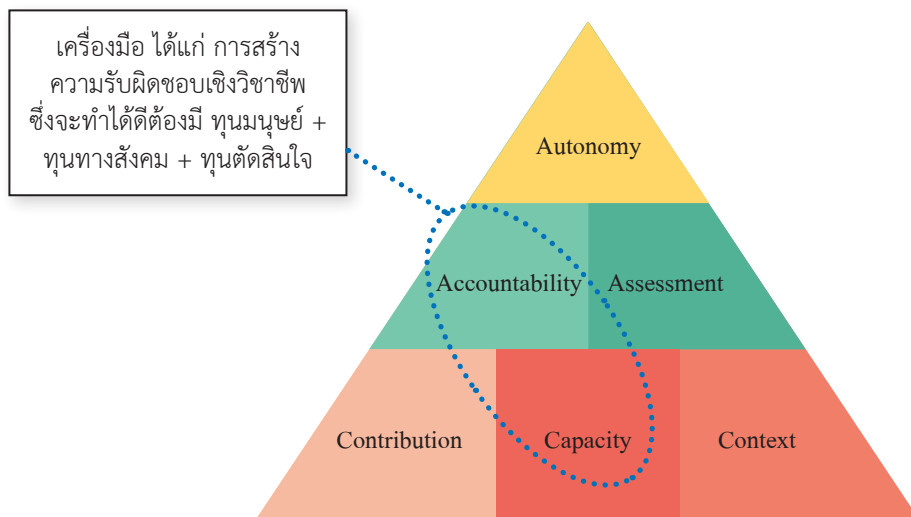 เครื่องมือ ได้แก่ การสร้าง
ความรับผิดชอบเชิงวิชาชีพ
ซึ่งจะทำได้ดีต้องมี ทุนมนุษย์ +
ทุนทางสังคม + ทุนตัดสินใจ
Autonomy
Accountability Assessment
Contribution Capacity Context